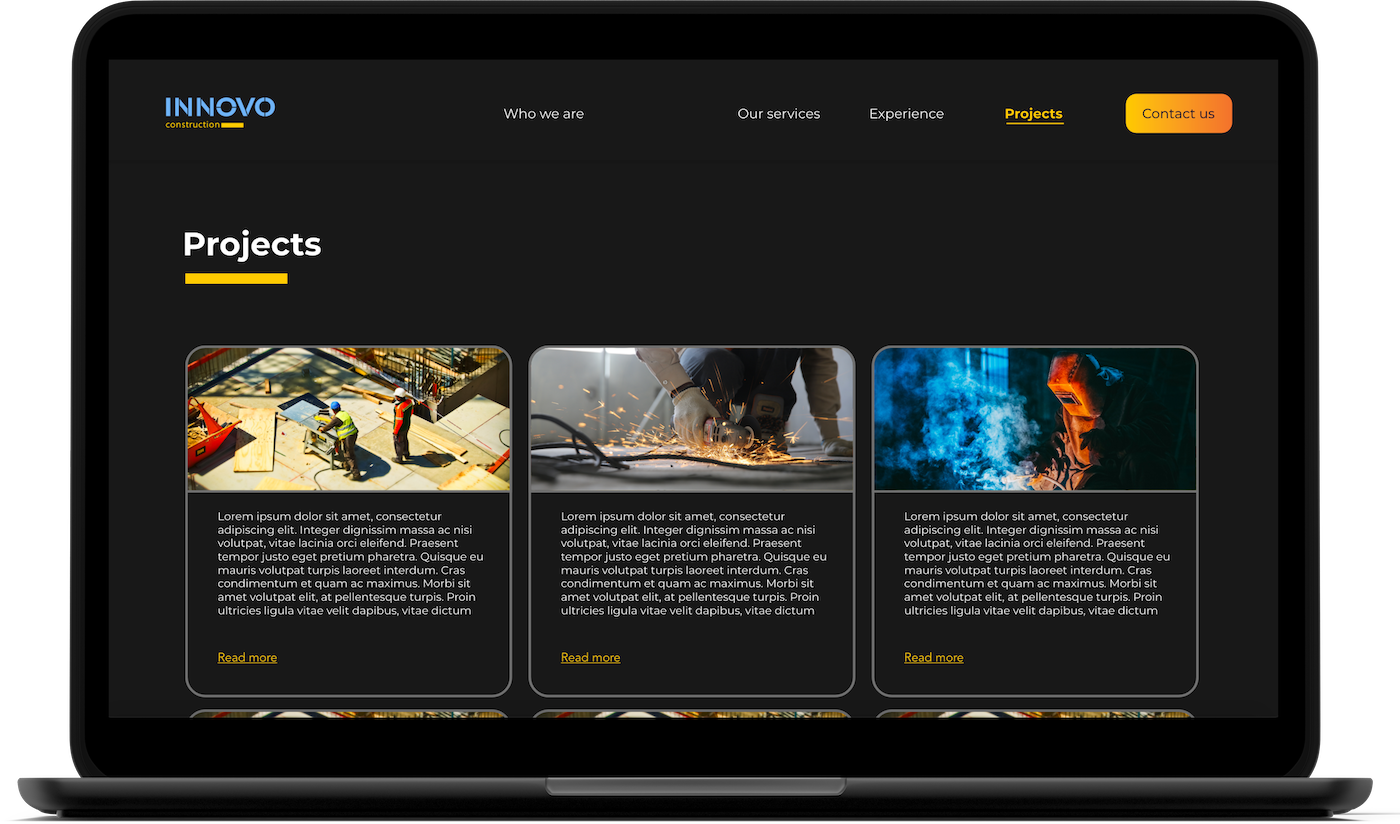 INNOVO
construction
Who we are
Our services
Experience
Projects
Contact us
Projects
Lorem ipsum dolor sit amet, consectetur
adipiscing elit. Integer dignissim massa ac nisi
volutpat, vitae lacinia orci eleifend. Praesent
tempor justo eget pretium pharetra. Quisque eu
mauris volutpat turpis laoreet interdum. Cras
condimentum et quam ac maximus. Morbi sit
amet volutpat elit, at pellentesque turpis. Proin
ultricies ligula vitae velit dapibus, vitae dictum
Read more
Lorem ipsum dolor sit amet, consectetur
adipiscing elit. Integer dignissim massa ac nisi
volutpat, vitae lacinia orci eleifend. Praesent
tempor justo eget pretium pharetra. Quisque eu
mauris volutpat turpis laoreet interdum. Cras
condimentum et quam ac maximus. Morbi sit
amet volutpat elit, at pellentesque turpis. Proin
ultricies ligula vitae velit dapibus, vitae dictum
Read more
Lorem ipsum dolor sit amet, consectetur
adipiscing elit. Integer dignissim massa ac nisi
volutpat, vitae lacinia orci eleifend. Praesent
tempor justo eget pretium pharetra. Quisque eu
mauris volutpat turpis laoreet interdum. Cras
condimentum et quam ac maximus. Morbi sit
amet volutpat elit, at pellentesque turpis. Proin
ultricies ligula vitae velit dapibus, vitae dictum
Read more